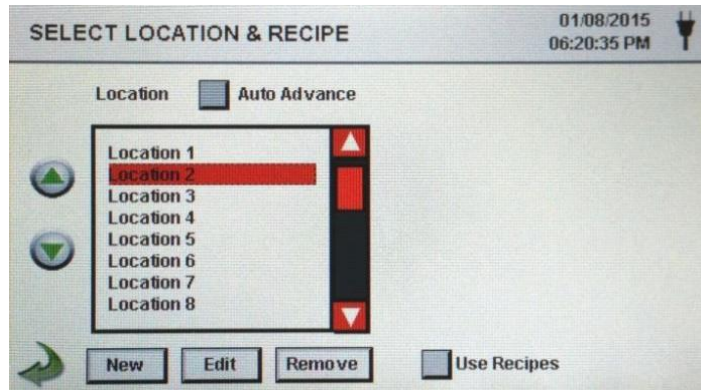 SELECT LOCATION & RECIPE
01/08/2015
06:20:35 PM
Location
Auto Advance
Location 1
Location 2
Location 3
Location 4
Location 5
Location 6
Location 7
Location 8
New
Edit
Remove
Use Recipes